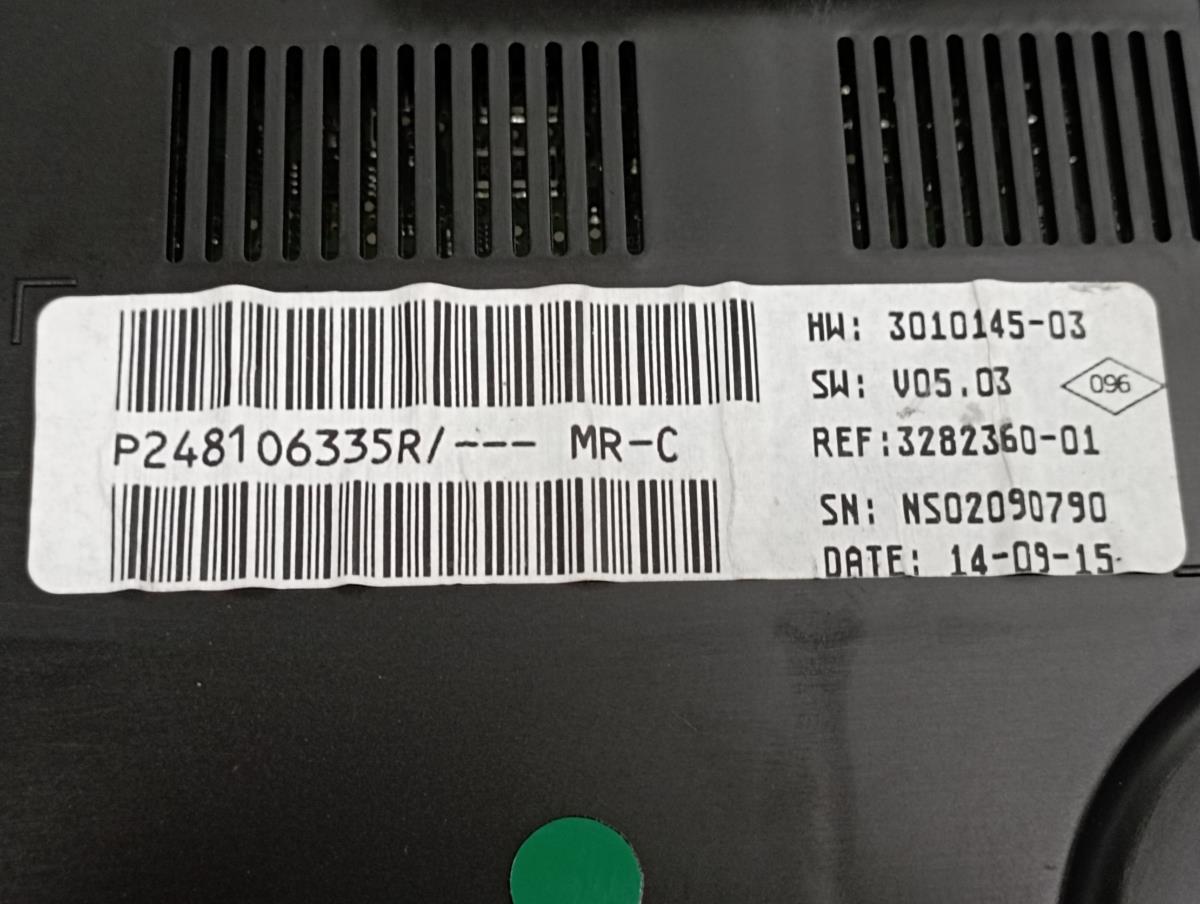 P248106335R/--- MR-C
HW: 3010145-03
SW: V05.03
096
REF:3282360-01
SN: NS02090790
DATE: 14-09-15